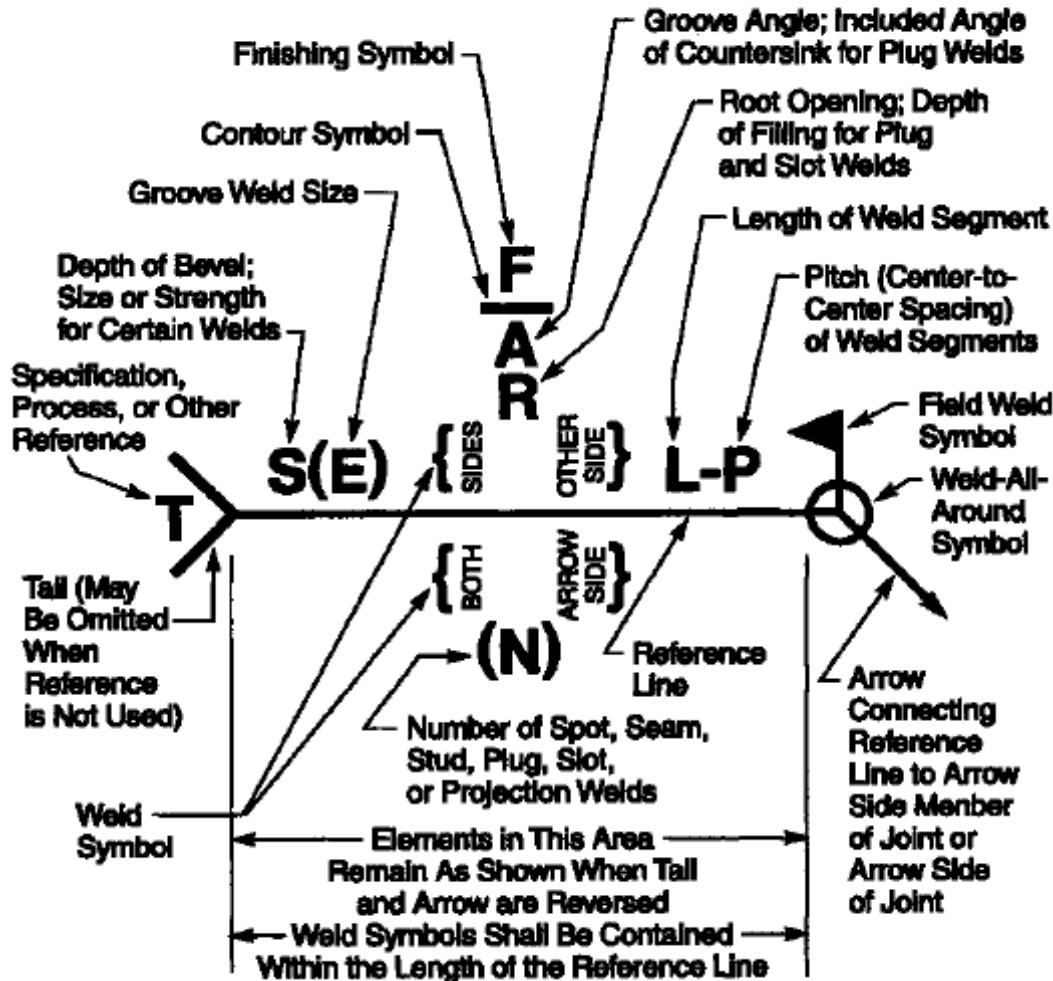 Groove Angle; Included Angle
of Countersink for Plug Welds
Finishing Symbol
Root Opening; Depth
of Filling for Plug
and Slot Welds
Contour Symbol
Groove Weld Size
Length of Weld Segment
F
Depth of Bevel;
Size or Strength
for Certain Welds
Pitch (Center-to-
Center Spacing)
of Weld Segments
A
R
Specification,
Process, or Other
Reference
Field Weld
Symbol
S(E)
{
SIDES
OTHER
SIDE
}
L-P
Weld-All-
Around
Symbol
T
{
BOTH
ARROW
SIDE
}
Tail (May
Be Omitted
When
Reference
is Not Used)
(N)
Reference
Line
Arrow
Connecting
Reference
Line to Arrow
Side Member
of Joint or
Arrow Side
of Joint
Number of Spot, Seam,
Stud, Plug, Slot,
or Projection Welds
Weld
Symbol
Elements in This Area
Remain As Shown When Tail
and Arrow are Reversed
Weld Symbols Shall Be Contained
Within the Length of the Reference Line